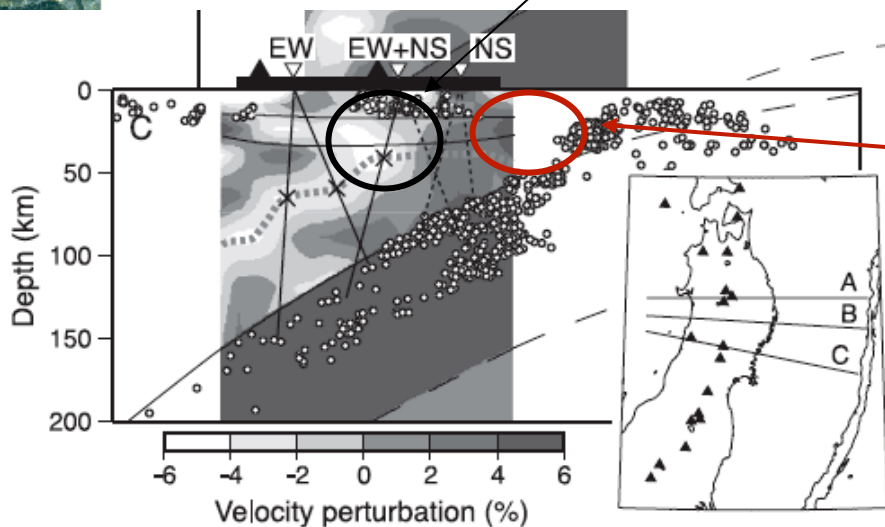 EW EW+NS NS
0
C
50
100
150
200
Depth (km)
A
B
C
-6 -4 -2 0 2 4 6
Velocity perturbation (%)